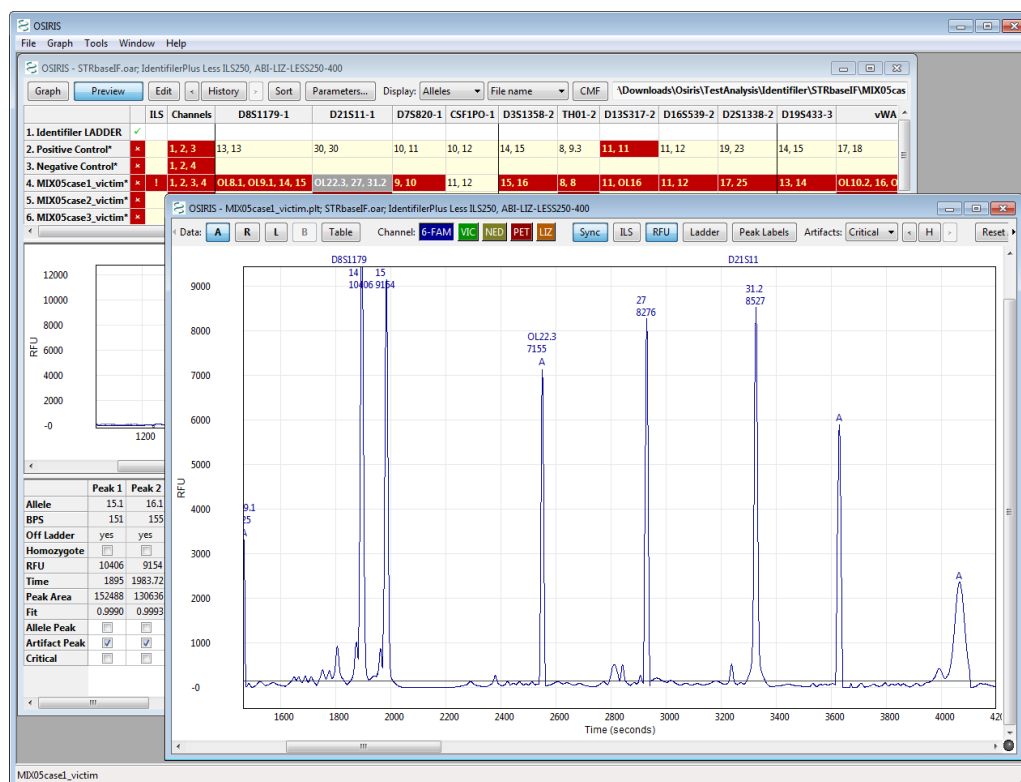 OSIRIS
File Graph Tools Window Help
OSIRIS - STRbaseIF.oar; IdentifilerPlus Less ILS250, ABI-LIZ-LESS250-400
Graph Preview Edit < History > Sort Parameters... Display: Alleles File name CMF \Downloads\Osiris\TestAnalysis\Identifiler\STRbaseIF\MIX05cas
ILS Channels D8S1179-1 D21S11-1 D7S820-1 CSF1PO-1 D3S1358-2 TH01-2 D13S317-2 D16S539-2 D2S1338-2 D19S433-3 vWA
1. Identifiler LADDER ✓
2. Positive Control* × 1, 2, 3 13, 13 30, 30 10, 11 10, 12 14, 15 8, 9.3 11, 11 11, 12 19, 23 14, 15 17, 18
3. Negative Control* × 1, 2, 4
4. MIX05case1_victim* × ! 1, 2, 3, 4 OL8.1, OL9.1, 14, 15 OL22.3, 27, 31.2 9, 10 11, 12 15, 16 8, 8 11, OL16 11, 12 17, 25 13, 14 OL10.2, 16, O
5. MIX05case2_victim* ×
6. MIX05case3_victim* ×
OSIRIS - MIX05case1_victim.plt; STRbaseIF.oar; IdentifilerPlus Less ILS250, ABI-LIZ-LESS250-400
Data: A R L B Table Channel: 6-FAM VIC NED PET LIZ Sync ILS RFU Ladder Peak Labels Artifacts: Critical < H > Reset
D8S1179 D21S11
14 15
10406 9154
31.2
8527
27
8276
OL22.3
7155
A
A
9.1
25
A
A
9000
8000
7000
6000
5000
4000
3000
2000
1000
-0
RFU
1600 1800 2000 2200 2400 2600 2800 3000 3200 3400 3600 3800 4000 420
Time (seconds)
12000
10000
8000
6000
4000
2000
-0
RFU
1200
Peak 1 Peak 2
Allele 15.1 16.1
BPS 151 155
Off Ladder yes yes
Homozygote
RFU 10406 9154
Time 1895 1983.72
Peak Area 152488 130636
Fit 0.9990 0.9993
Allele Peak
Artifact Peak
Critical
MIX05case1_victim